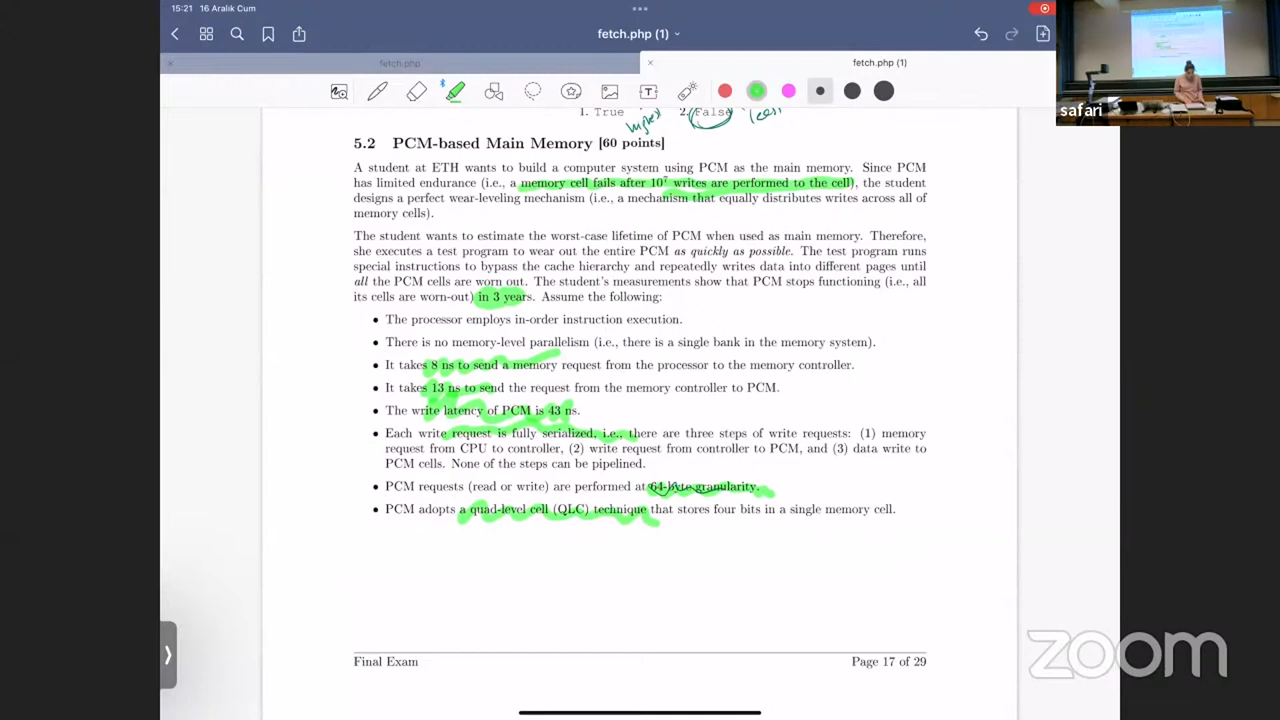 15:21 16 Aralık Cum
fetch.php (1)
fetch.php
fetch.php (1)
safari
1. True 2. False
5.2 PCM-based Main Memory [60 points]
A student at ETH wants to build a computer system using PCM as the main memory. Since PCM
has limited endurance (i.e., a memory cell fails after 10⁷ writes are performed to the cell), the student
designs a perfect wear-leveling mechanism (i.e., a mechanism that equally distributes writes across all of
memory cells).
The student wants to estimate the worst-case lifetime of PCM when used as main memory. Therefore,
she executes a test program to wear out the entire PCM as quickly as possible. The test program runs
special instructions to bypass the cache hierarchy and repeatedly writes data into different pages until
all the PCM cells are worn out. The student's measurements show that PCM stops functioning (i.e., all
its cells are worn-out) in 3 years. Assume the following:
• The processor employs in-order instruction execution.
• There is no memory-level parallelism (i.e., there is a single bank in the memory system).
• It takes 8 ns to send a memory request from the processor to the memory controller.
• It takes 13 ns to send the request from the memory controller to PCM.
• The write latency of PCM is 43 ns.
• Each write request is fully serialized, i.e., there are three steps of write requests: (1) memory
request from CPU to controller, (2) write request from controller to PCM, and (3) data write to
PCM cells. None of the steps can be pipelined.
• PCM requests (read or write) are performed at 64-byte granularity.
• PCM adopts a quad-level cell (QLC) technique that stores four bits in a single memory cell.
Final Exam Page 17 of 29
zoom